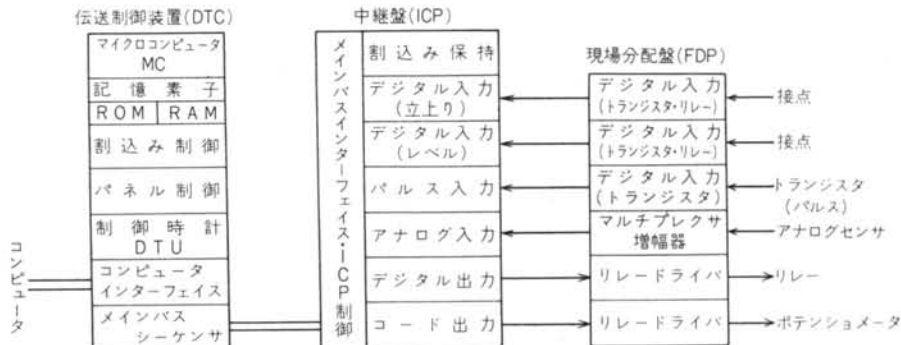 伝送制御装置(DTC)
マイクロコンピュータ
MC
記憶素子
ROM RAM
割込み制御
パネル制御
制御時計
DTU
コンピュータ
インターフェイス
メインバス
シーケンサ
コンピュータ
中継盤(ICP)
メインバスインターフェイス・ICP制御
割込み保持
デジタル入力
(立上り)
デジタル入力
(レベル)
パルス入力
アナログ入力
デジタル出力
コード出力
現場分配盤(FDP)
デジタル入力
(トランジスタ・リレー)
デジタル入力
(トランジスタ・リレー)
デジタル入力
(トランジスタ)
マルチプレクサ
増幅器
リレードライバ
リレードライバ
接点
接点
トランジスタ
(パルス)
アナログセンサ
リレー
ポテンショメータ